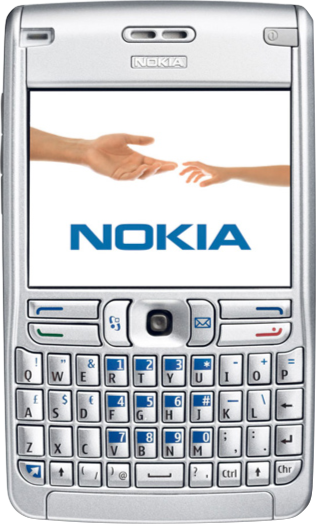 NOKIA
NOKIA
! " & 1 2 3 * ' + =
Q W E R T Y U I O P
£ $ € 4 5 6 # – \
A S D F G H J K L ←
7 8 9 0 ; :
Z X C V B N M , . ↵
( / ) @ ? , Ctrl Chr